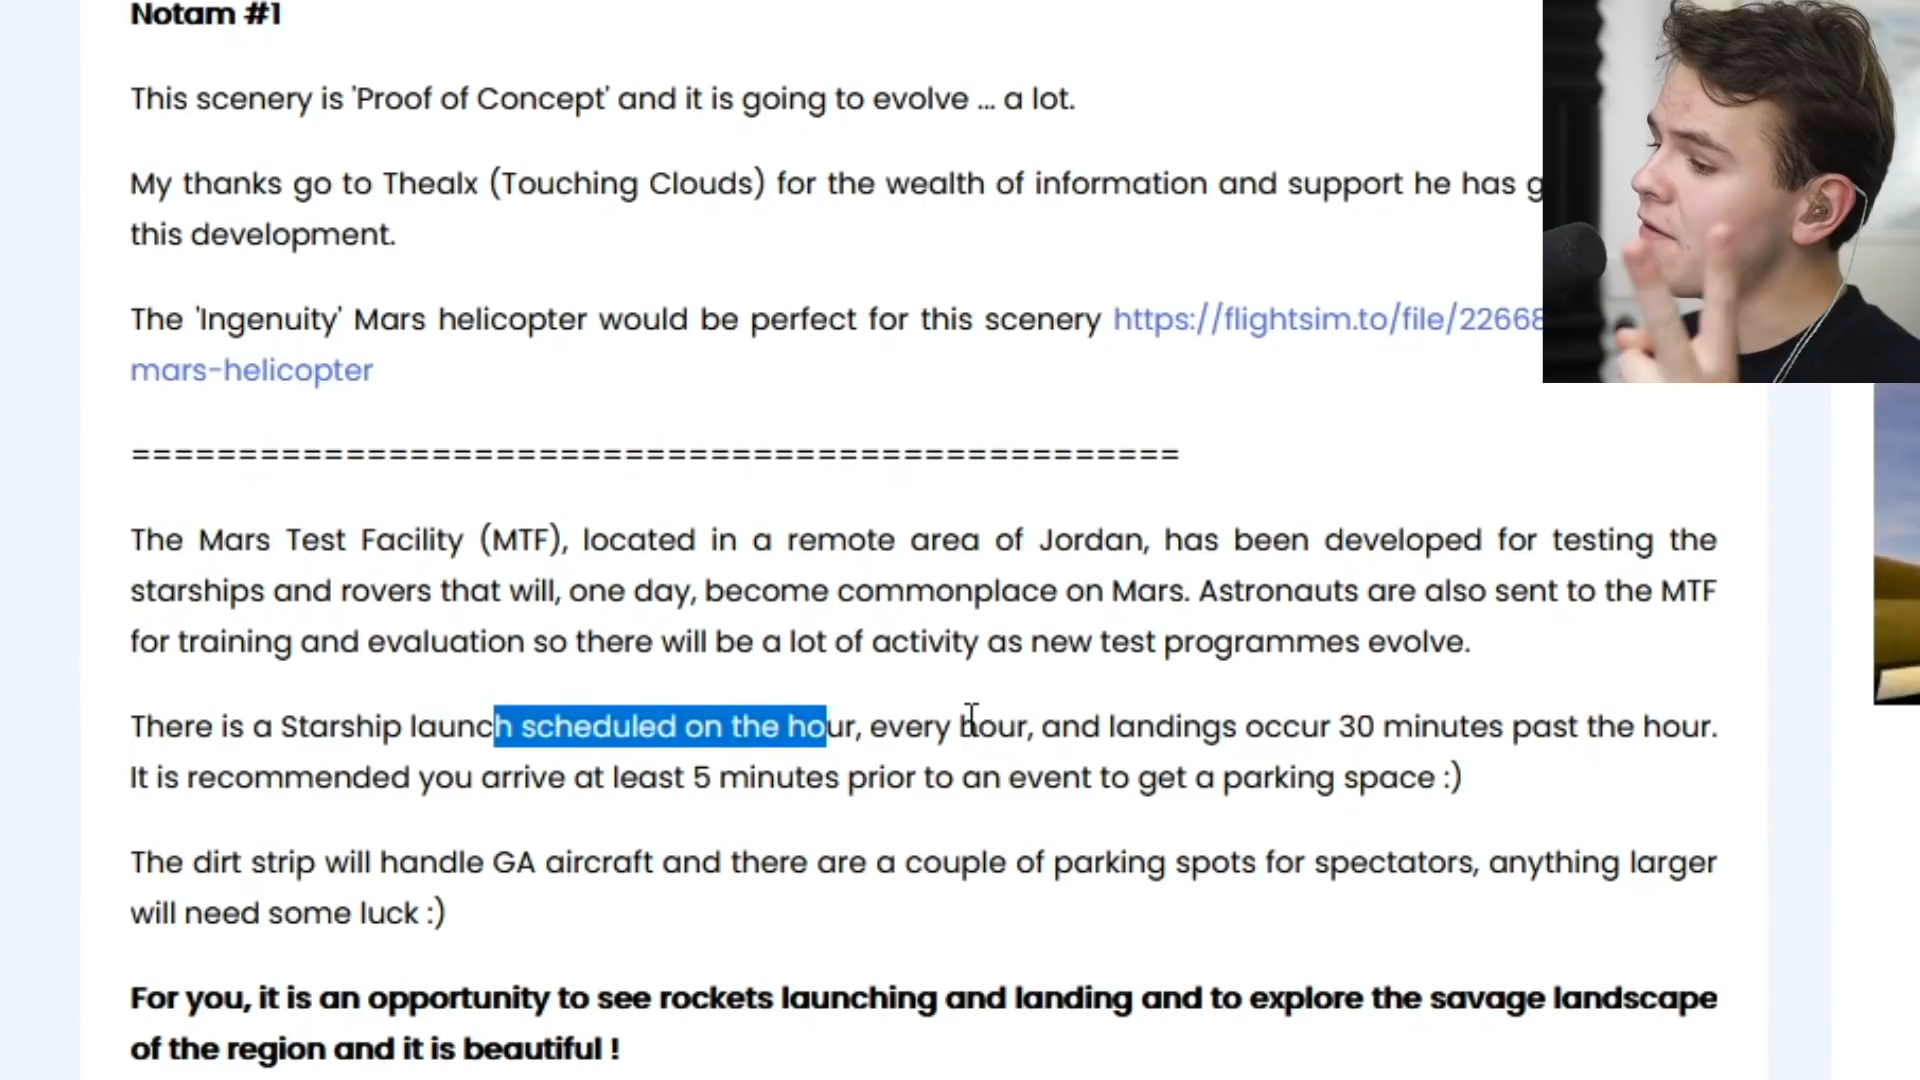 Notam #1
This scenery is 'Proof of Concept' and it is going to evolve ... a lot.
My thanks go to Thealx (Touching Clouds) for the wealth of information and support he has g
this development.
The 'Ingenuity' Mars helicopter would be perfect for this scenery https://flightsim.to/file/22668
mars-helicopter
=================================================
The Mars Test Facility (MTF), located in a remote area of Jordan, has been developed for testing the
starships and rovers that will, one day, become commonplace on Mars. Astronauts are also sent to the MTF
for training and evaluation so there will be a lot of activity as new test programmes evolve.
There is a Starship launch scheduled on the hour, every hour, and landings occur 30 minutes past the hour.
It is recommended you arrive at least 5 minutes prior to an event to get a parking space :)
The dirt strip will handle GA aircraft and there are a couple of parking spots for spectators, anything larger
will need some luck :)
For you, it is an opportunity to see rockets launching and landing and to explore the savage landscape
of the region and it is beautiful !